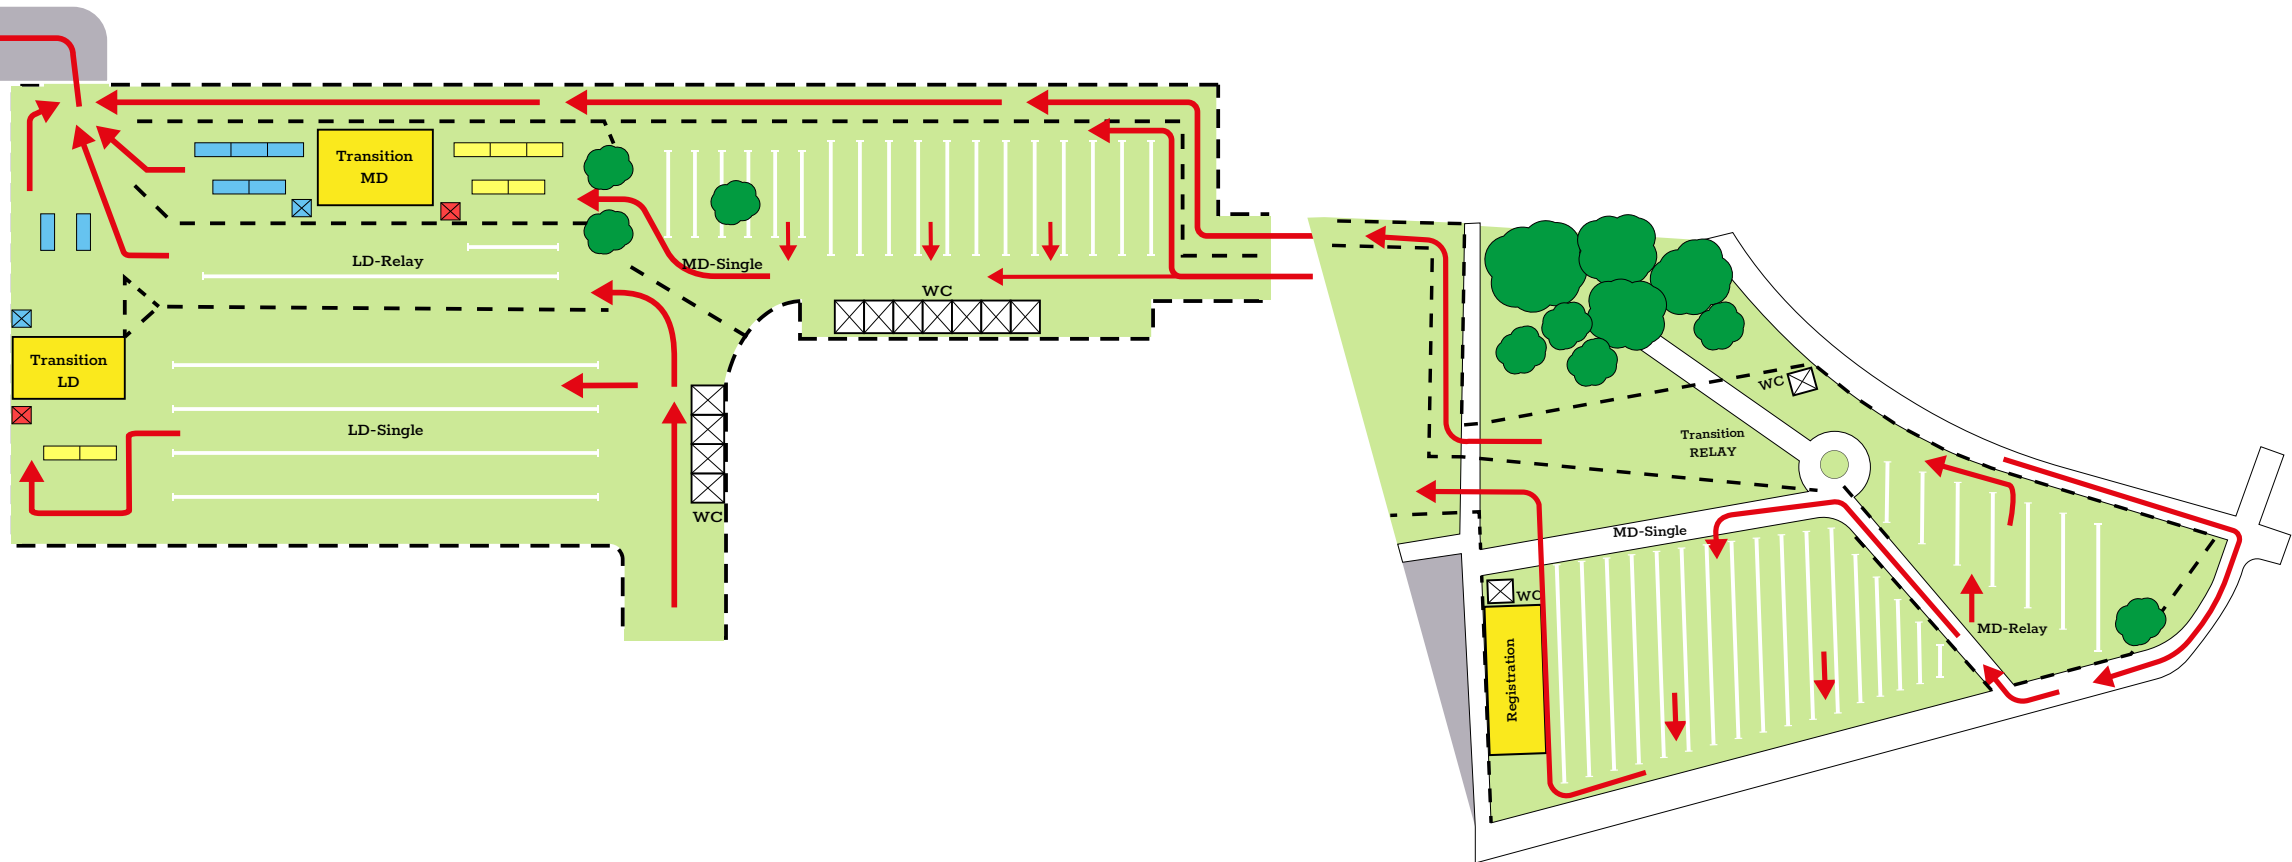 Transition
MD
LD-Relay
MD-Single
WC
Transition
LD
LD-Single
WC
WC
Transition
RELAY
MD-Single
WC
Registration
MD-Relay